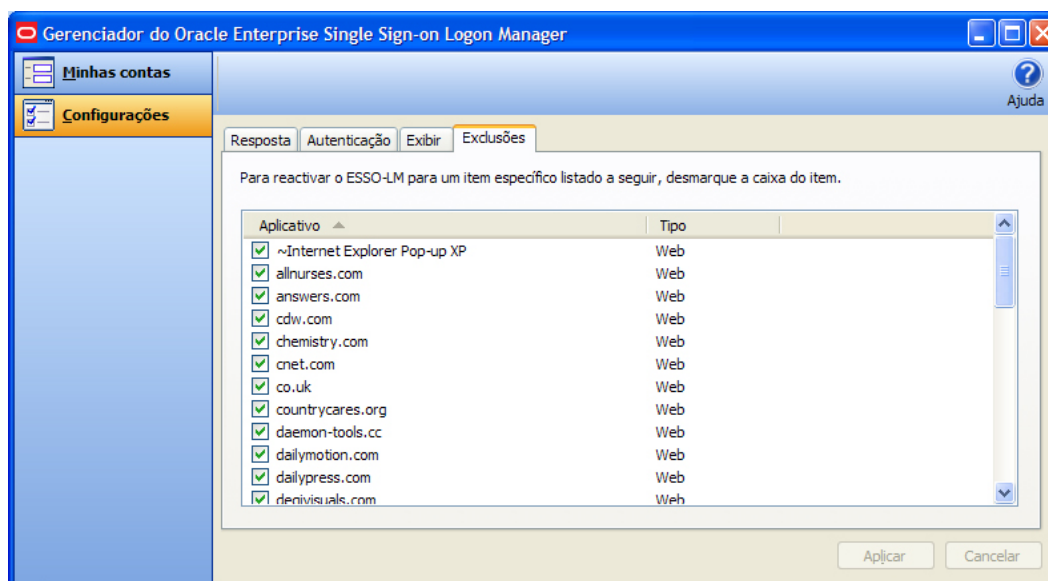 Gerenciador do Oracle Enterprise Single Sign-on Logon Manager
Minhas contas
Configurações
Ajuda
Resposta Autenticação Exibir Exclusões
Para reactivar o ESSO-LM para um item específico listado a seguir, desmarque a caixa do item.
Aplicativo Tipo
~Internet Explorer Pop-up XP Web
allnurses.com Web
answers.com Web
cdw.com Web
chemistry.com Web
cnet.com Web
co.uk Web
countrycares.org Web
daemon-tools.cc Web
dailymotion.com Web
dailypress.com Web
degivisuals.com Web
Aplicar Cancelar